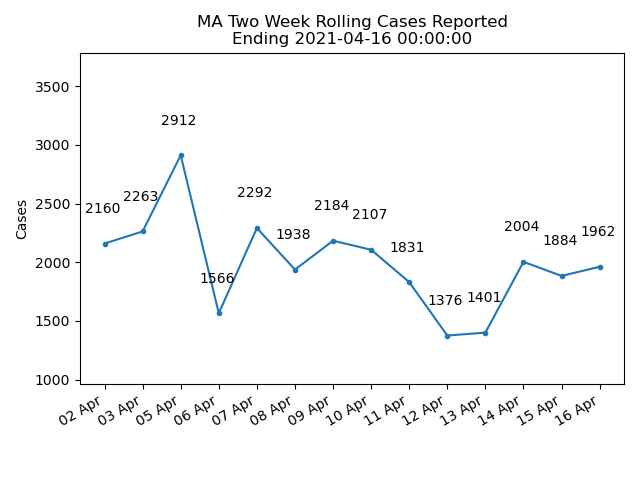 MA Two Week Rolling Cases Reported
Ending 2021-04-16 00:00:00
3500
3000
2500
2000
1500
1000
Cases
2160
2263
2912
1566
2292
1938
2184
2107
1831
1376
1401
2004
1884
1962
02 Apr
03 Apr
05 Apr
06 Apr
07 Apr
08 Apr
09 Apr
10 Apr
11 Apr
12 Apr
13 Apr
14 Apr
15 Apr
16 Apr